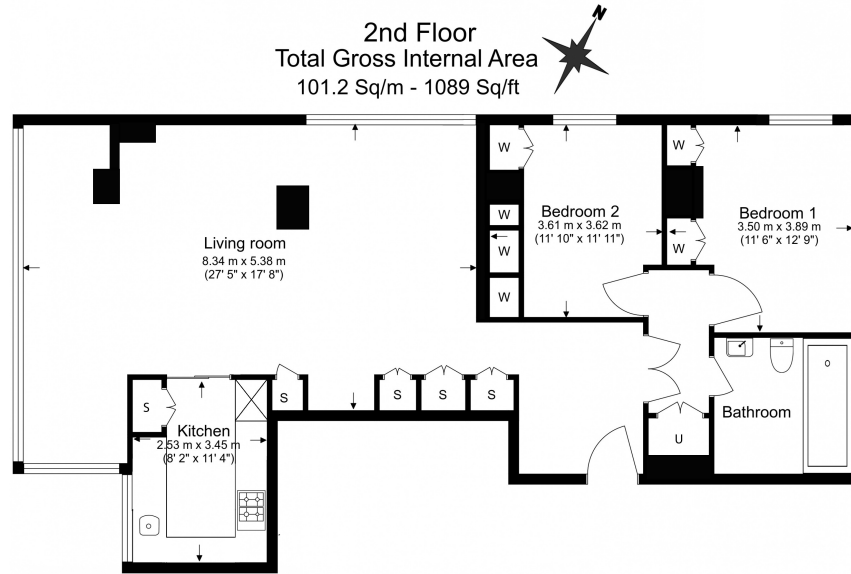 N
2nd Floor
Total Gross Internal Area
101.2 Sq/m - 1089 Sq/ft
W
W
W
W
W
W
Bedroom 2
3.61 m x 3.62 m
(11' 10" x 11' 11")
Bedroom 1
3.50 m x 3.89 m
(11' 6" x 12' 9")
Living room
8.34 m x 5.38 m
(27' 5" x 17' 8")
S
S
S
S
S
Kitchen
2.53 m x 3.45 m
(8' 2" x 11' 4")
Bathroom
U